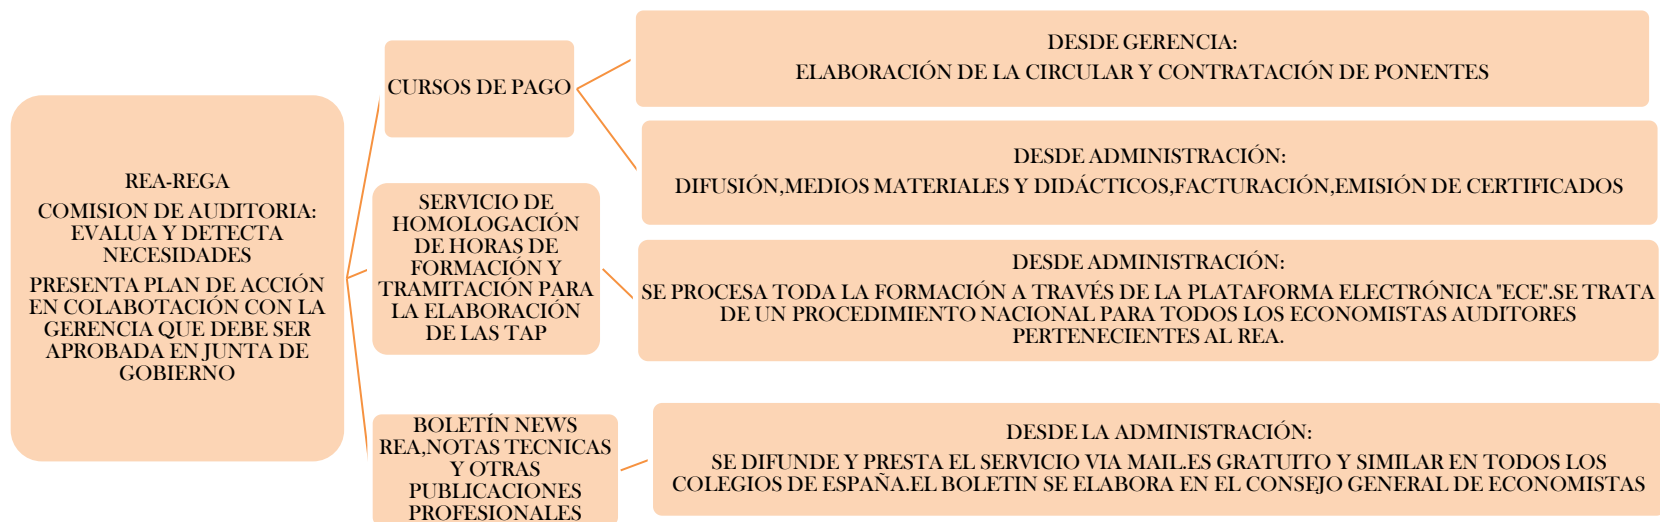 REA-REGA
COMISION DE AUDITORIA:
EVALUA Y DETECTA
NECESIDADES
PRESENTA PLAN DE ACCIÓN
EN COLABOTACIÓN CON LA
GERENCIA QUE DEBE SER
APROBADA EN JUNTA DE
GOBIERNO
CURSOS DE PAGO
DESDE GERENCIA:
ELABORACIÓN DE LA CIRCULAR Y CONTRATACIÓN DE PONENTES
DESDE ADMINISTRACIÓN:
DIFUSIÓN,MEDIOS MATERIALES Y DIDÁCTICOS,FACTURACIÓN,EMISIÓN DE CERTIFICADOS
SERVICIO DE
HOMOLOGACIÓN
DE HORAS DE
FORMACIÓN Y
TRAMITACIÓN PARA
LA ELABORACIÓN
DE LAS TAP
DESDE ADMINISTRACIÓN:
SE PROCESA TODA LA FORMACIÓN A TRAVÉS DE LA PLATAFORMA ELECTRÓNICA "ECE".SE TRATA
DE UN PROCEDIMIENTO NACIONAL PARA TODOS LOS ECONOMISTAS AUDITORES
PERTENECIENTES AL REA.
BOLETÍN NEWS
REA,NOTAS TECNICAS
Y OTRAS
PUBLICACIONES
PROFESIONALES
DESDE LA ADMINISTRACIÓN:
SE DIFUNDE Y PRESTA EL SERVICIO VIA MAIL.ES GRATUITO Y SIMILAR EN TODOS LOS
COLEGIOS DE ESPAÑA.EL BOLETIN SE ELABORA EN EL CONSEJO GENERAL DE ECONOMISTAS